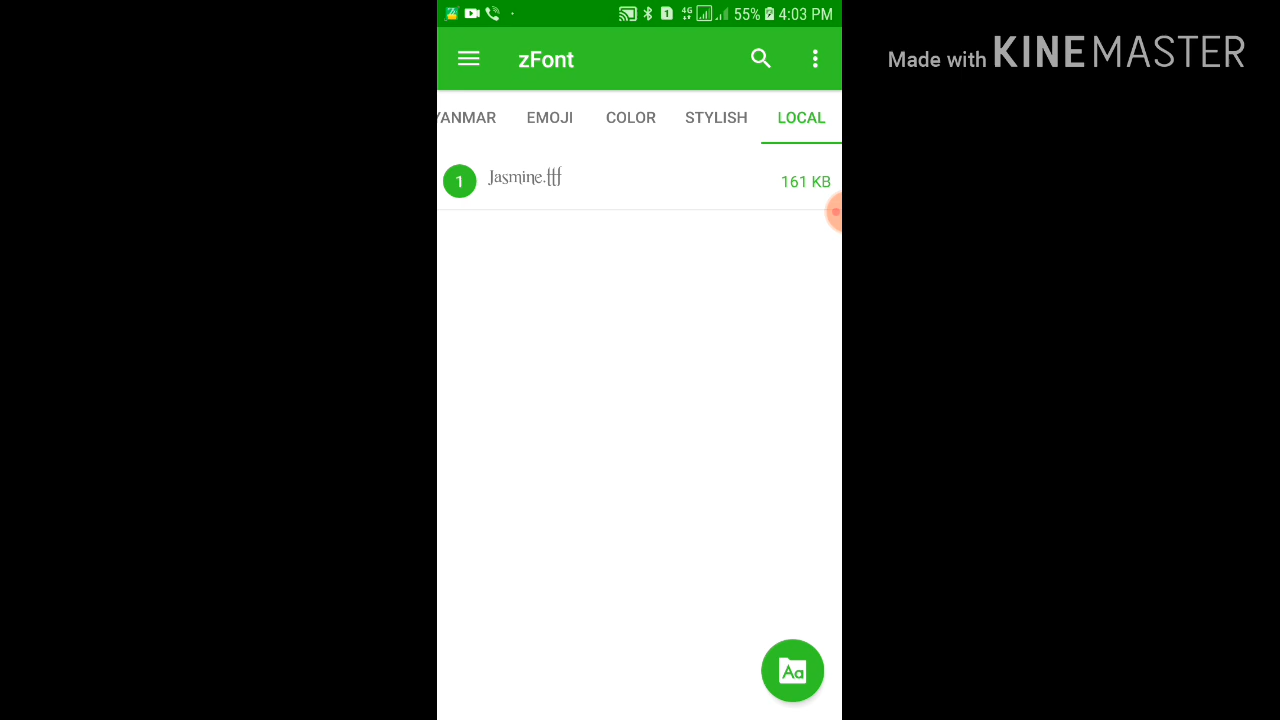 55% 4:03 PM
Made with KINEMASTER
zFont
YANMAR EMOJI COLOR STYLISH LOCAL
1 Jasmine.ttf 161 KB
Aa